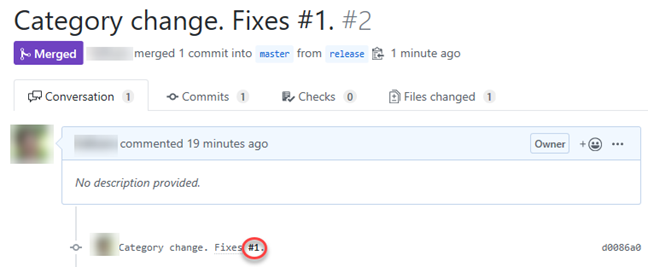 Category change. Fixes #1. #2
Merged merged 1 commit into master from release 1 minute ago
Conversation 1 Commits 1 Checks 0 Files changed 1
commented 19 minutes ago Owner + ...
No description provided.
Category change. Fixes #1. d0086a0